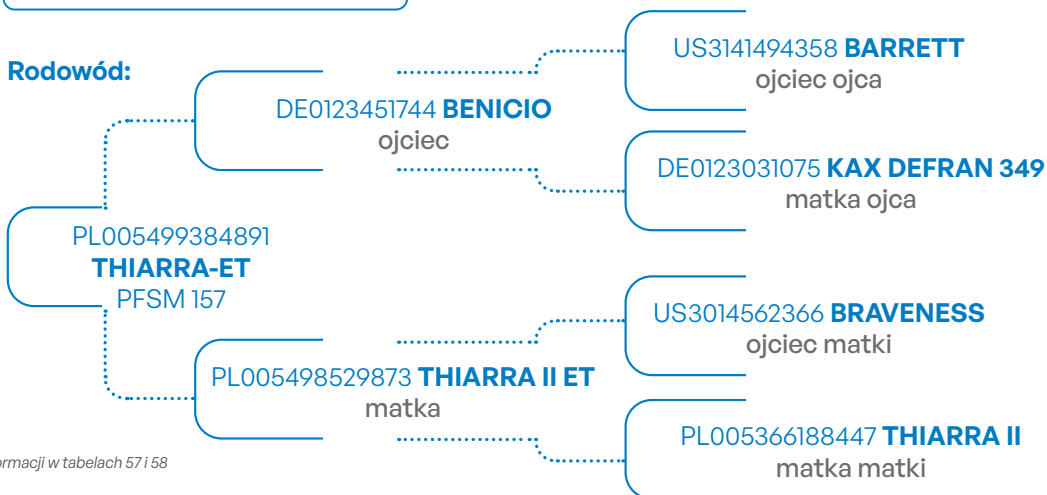 Rodowód:
US3141494358 BARRETT
ojciec ojca
DE0123451744 BENICIO
ojciec
DE0123031075 KAX DEFRAN 349
matka ojca
PL005499384891
THIARRA-ET
PFSM 157
US3014562366 BRAVENESS
ojciec matki
PL005498529873 THIARRA II ET
matka
PL005366188447 THIARRA II
matka matki
ormacji w tabelach 57 i 58